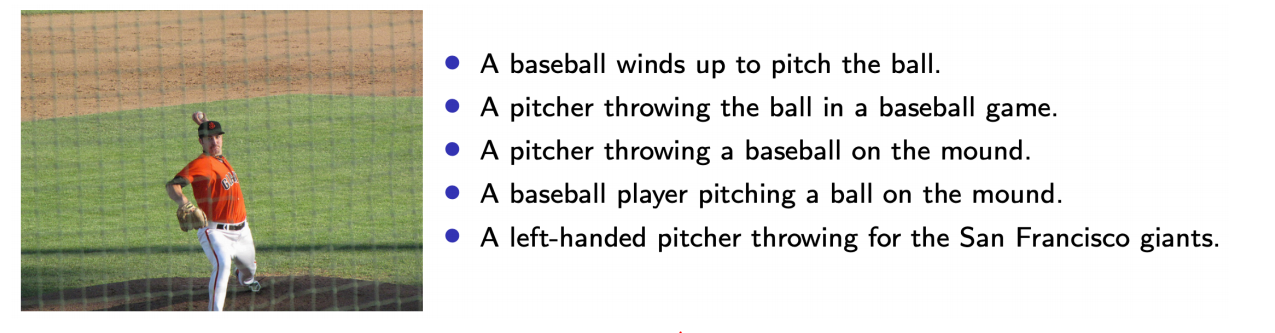 A baseball winds up to pitch the ball.
A pitcher throwing the ball in a baseball game.
A pitcher throwing a baseball on the mound.
A baseball player pitching a ball on the mound.
A left-handed pitcher throwing for the San Francisco giants.